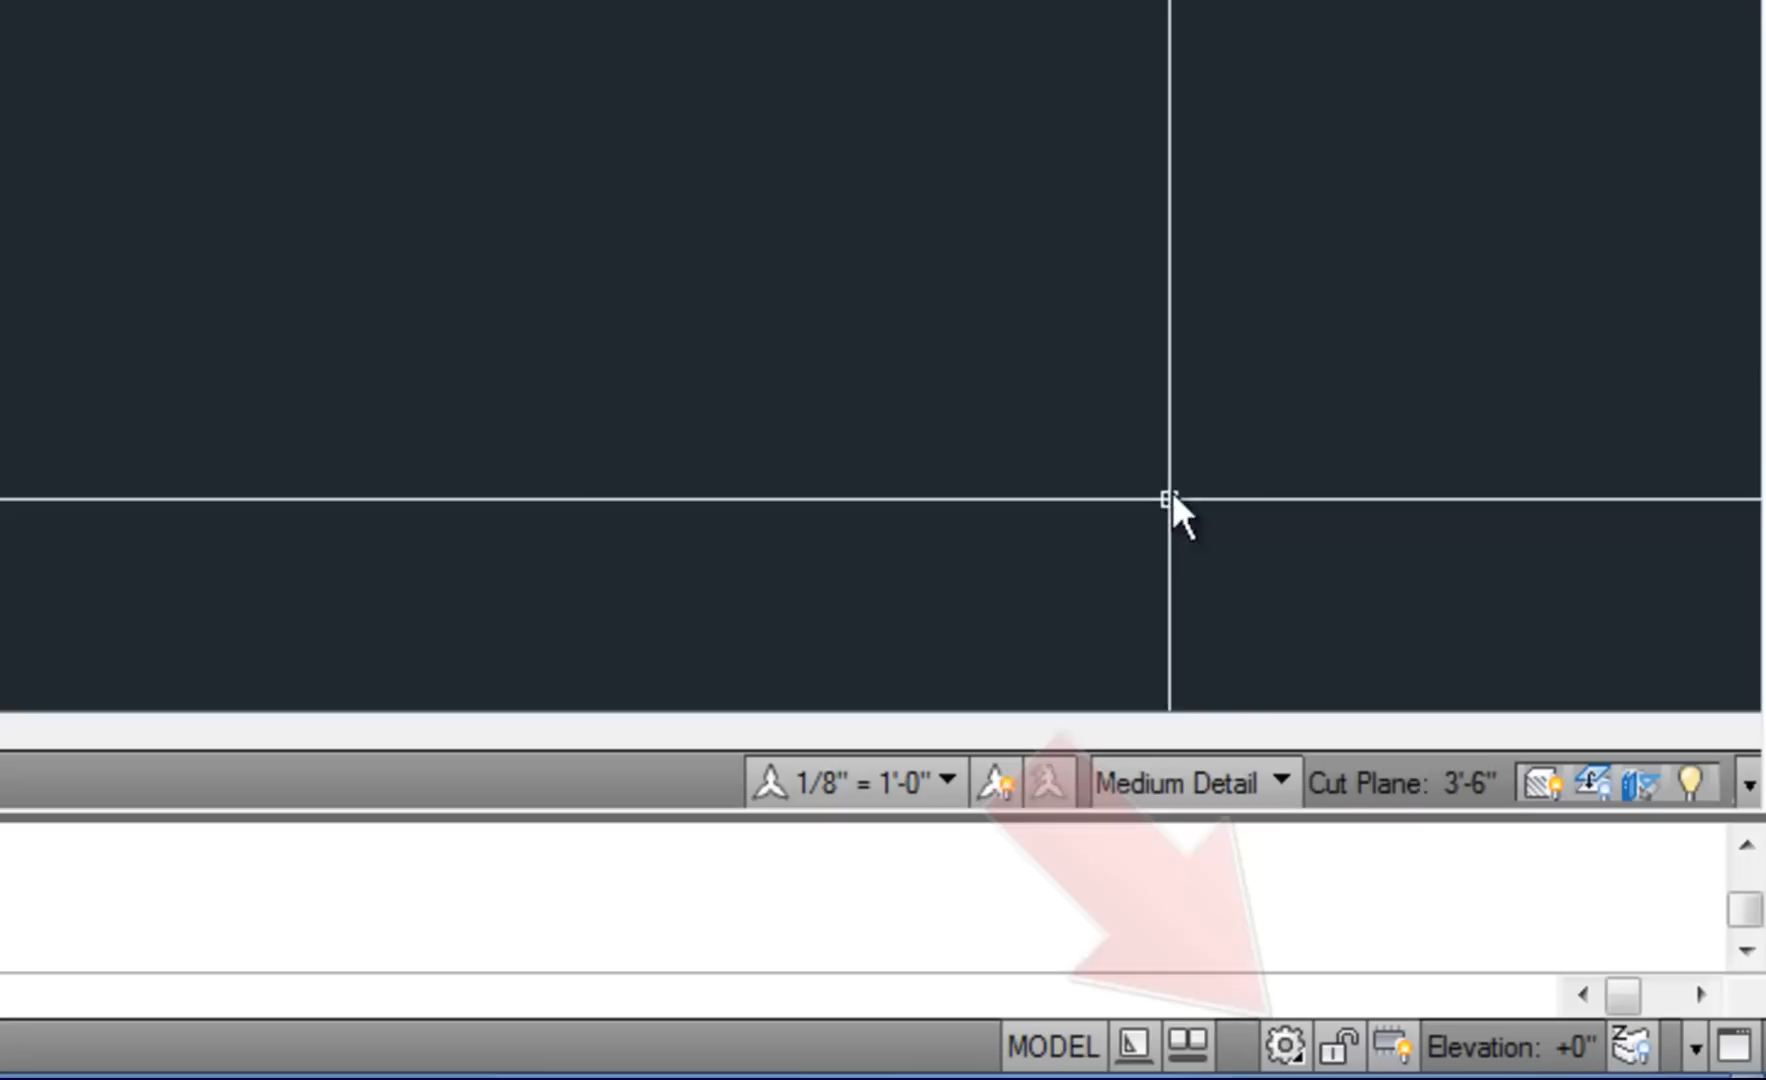 1/8" = 1'-0" Medium Detail Cut Plane: 3'-6"
MODEL Elevation: +0" Z